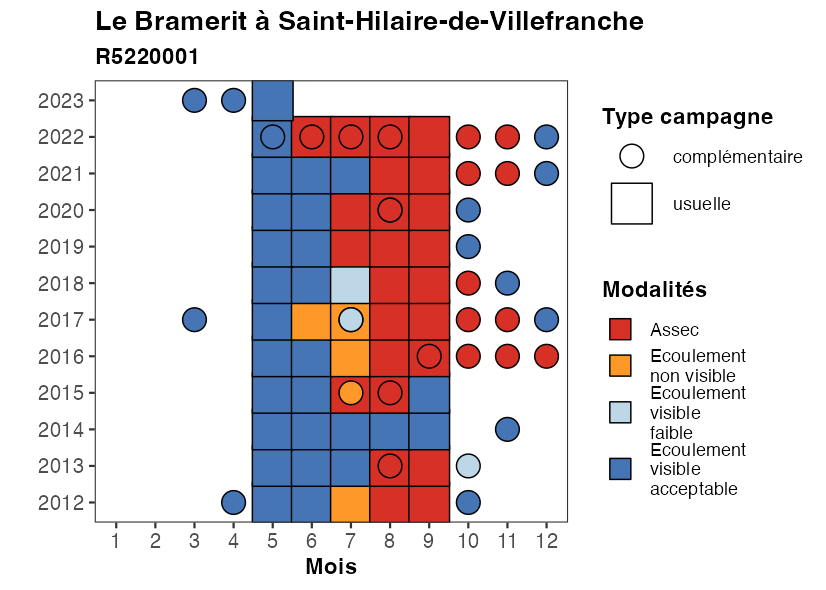 Le Bramerit à Saint-Hilaire-de-Villefranche
R5220001
2023
2022
2021
2020
2019
2018
2017
2016
2015
2014
2013
2012
1 2 3 4 5 6 7 8 9 10 11 12
Mois
Type campagne
complémentaire
usuelle
Modalités
Assec
Ecoulement
non visible
Ecoulement
visible
faible
Ecoulement
visible
acceptable